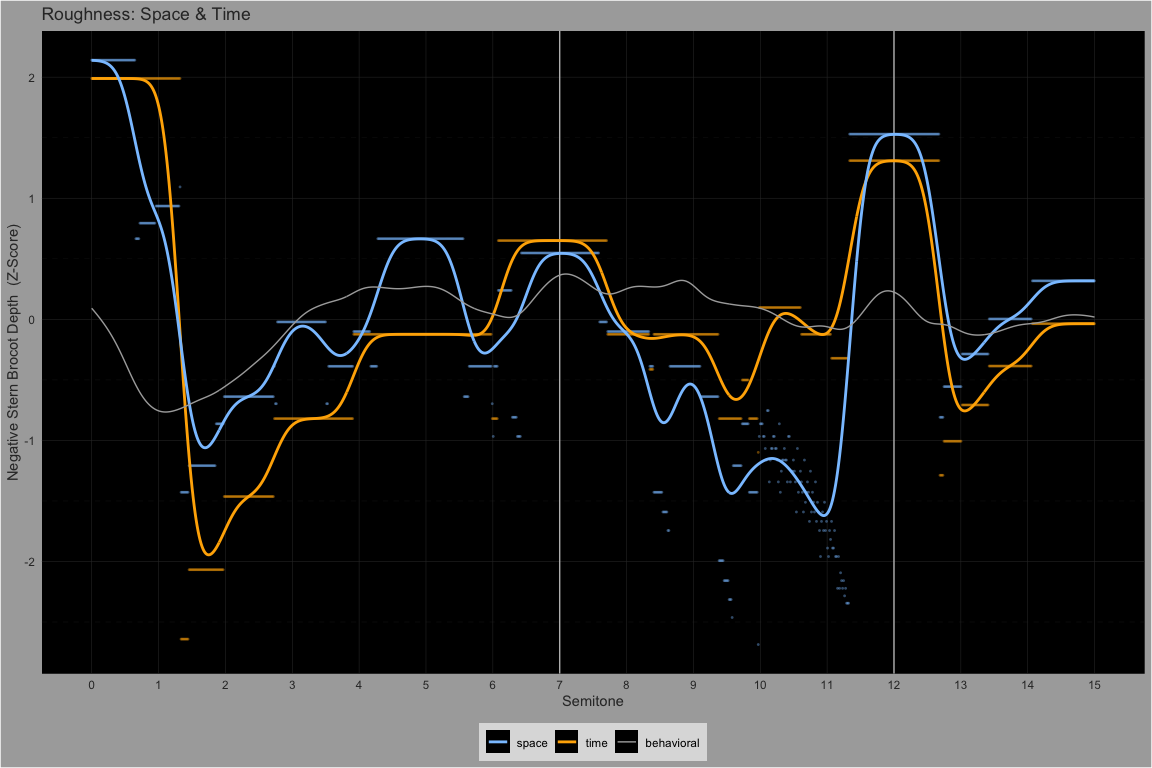 Roughness: Space & Time
Negative Stern Brocot Depth (Z-Score)
2
1
0
-1
-2
0 1 2 3 4 5 6 7 8 9 10 11 12 13 14 15
Semitone
space time behavioral